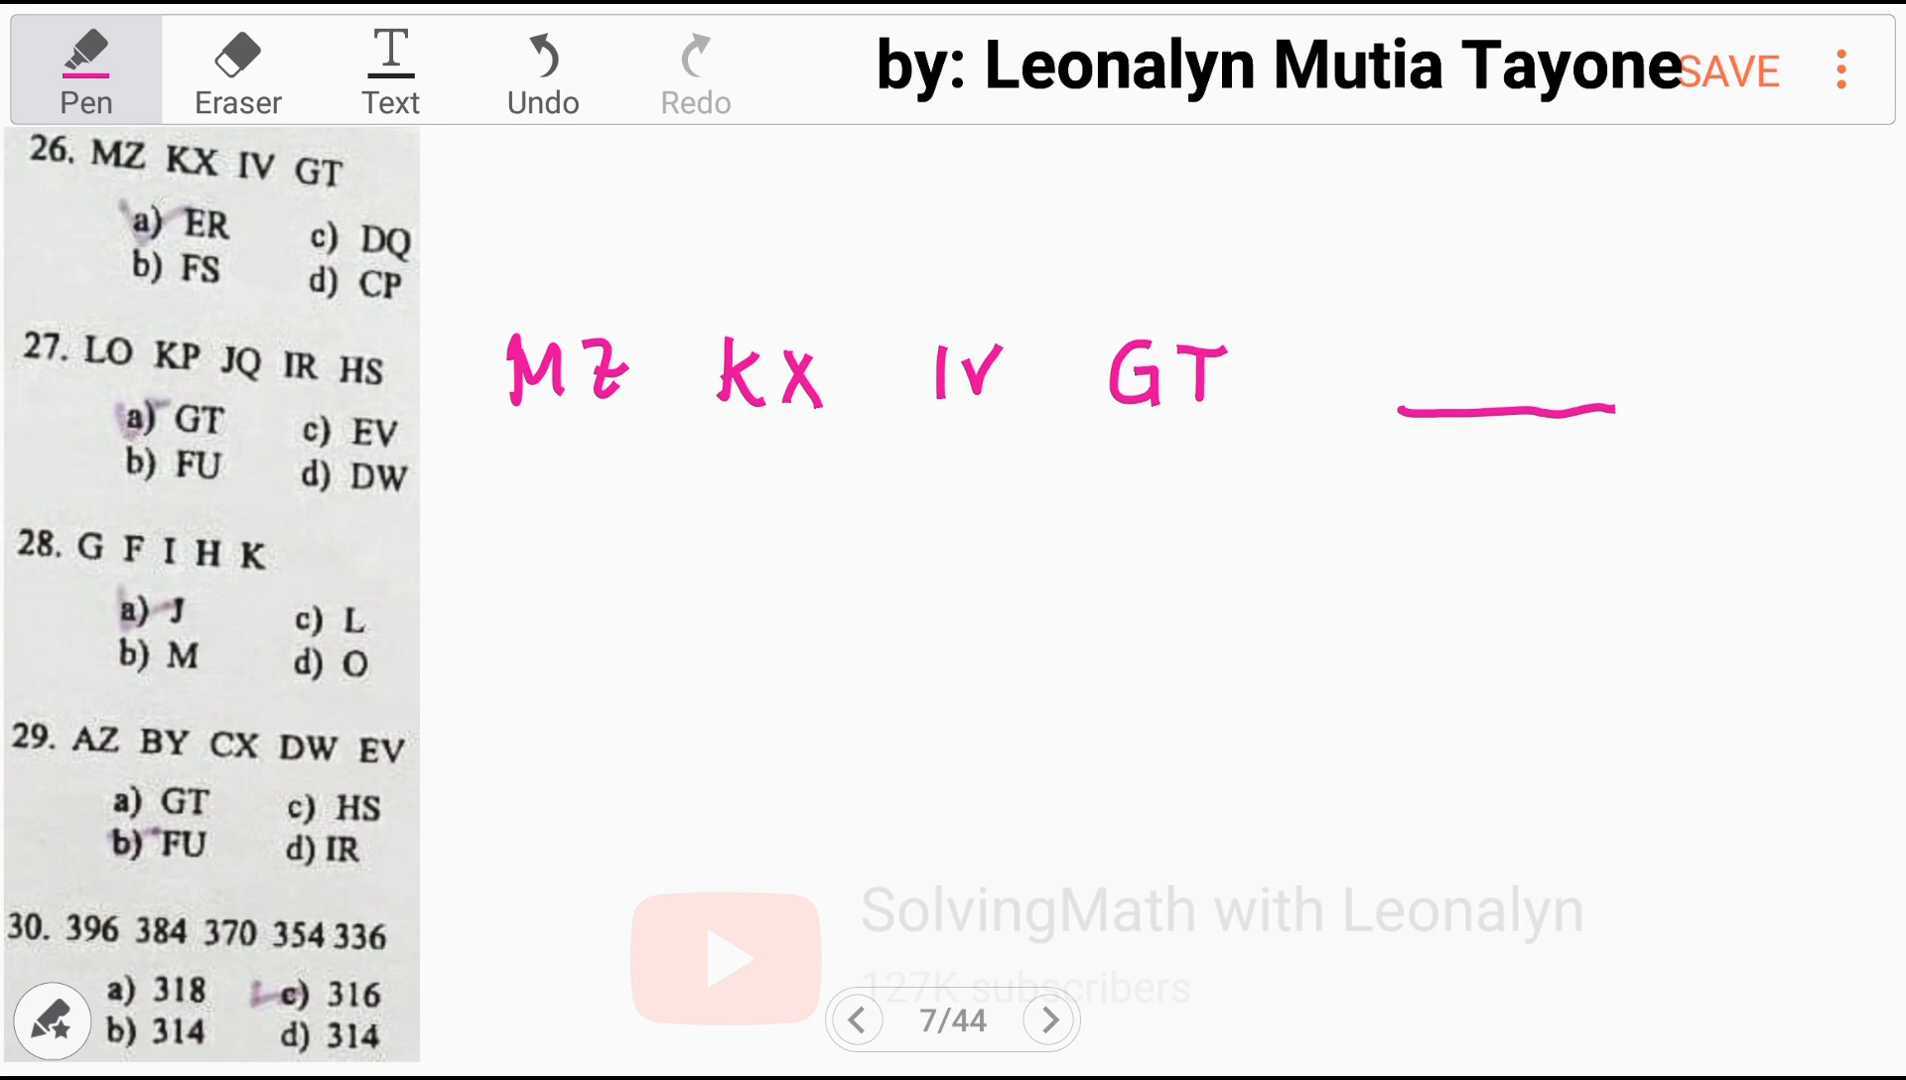 by: Leonalyn Mutia Tayone
SAVE
Pen Eraser Text Undo Redo
26. MZ KX IV GT
a) ER c) DQ
b) FS d) CP
27. LO KP JQ IR HS
a) GT c) EV
b) FU d) DW
28. G F I H K
a) J c) L
b) M d) O
29. AZ BY CX DW EV
a) GT c) HS
b) FU d) IR
30. 396 384 370 354 336
a) 318 c) 316
b) 314 d) 314
MZ KX IV GT
SolvingMath with Leonalyn
127K subscribers
7/44